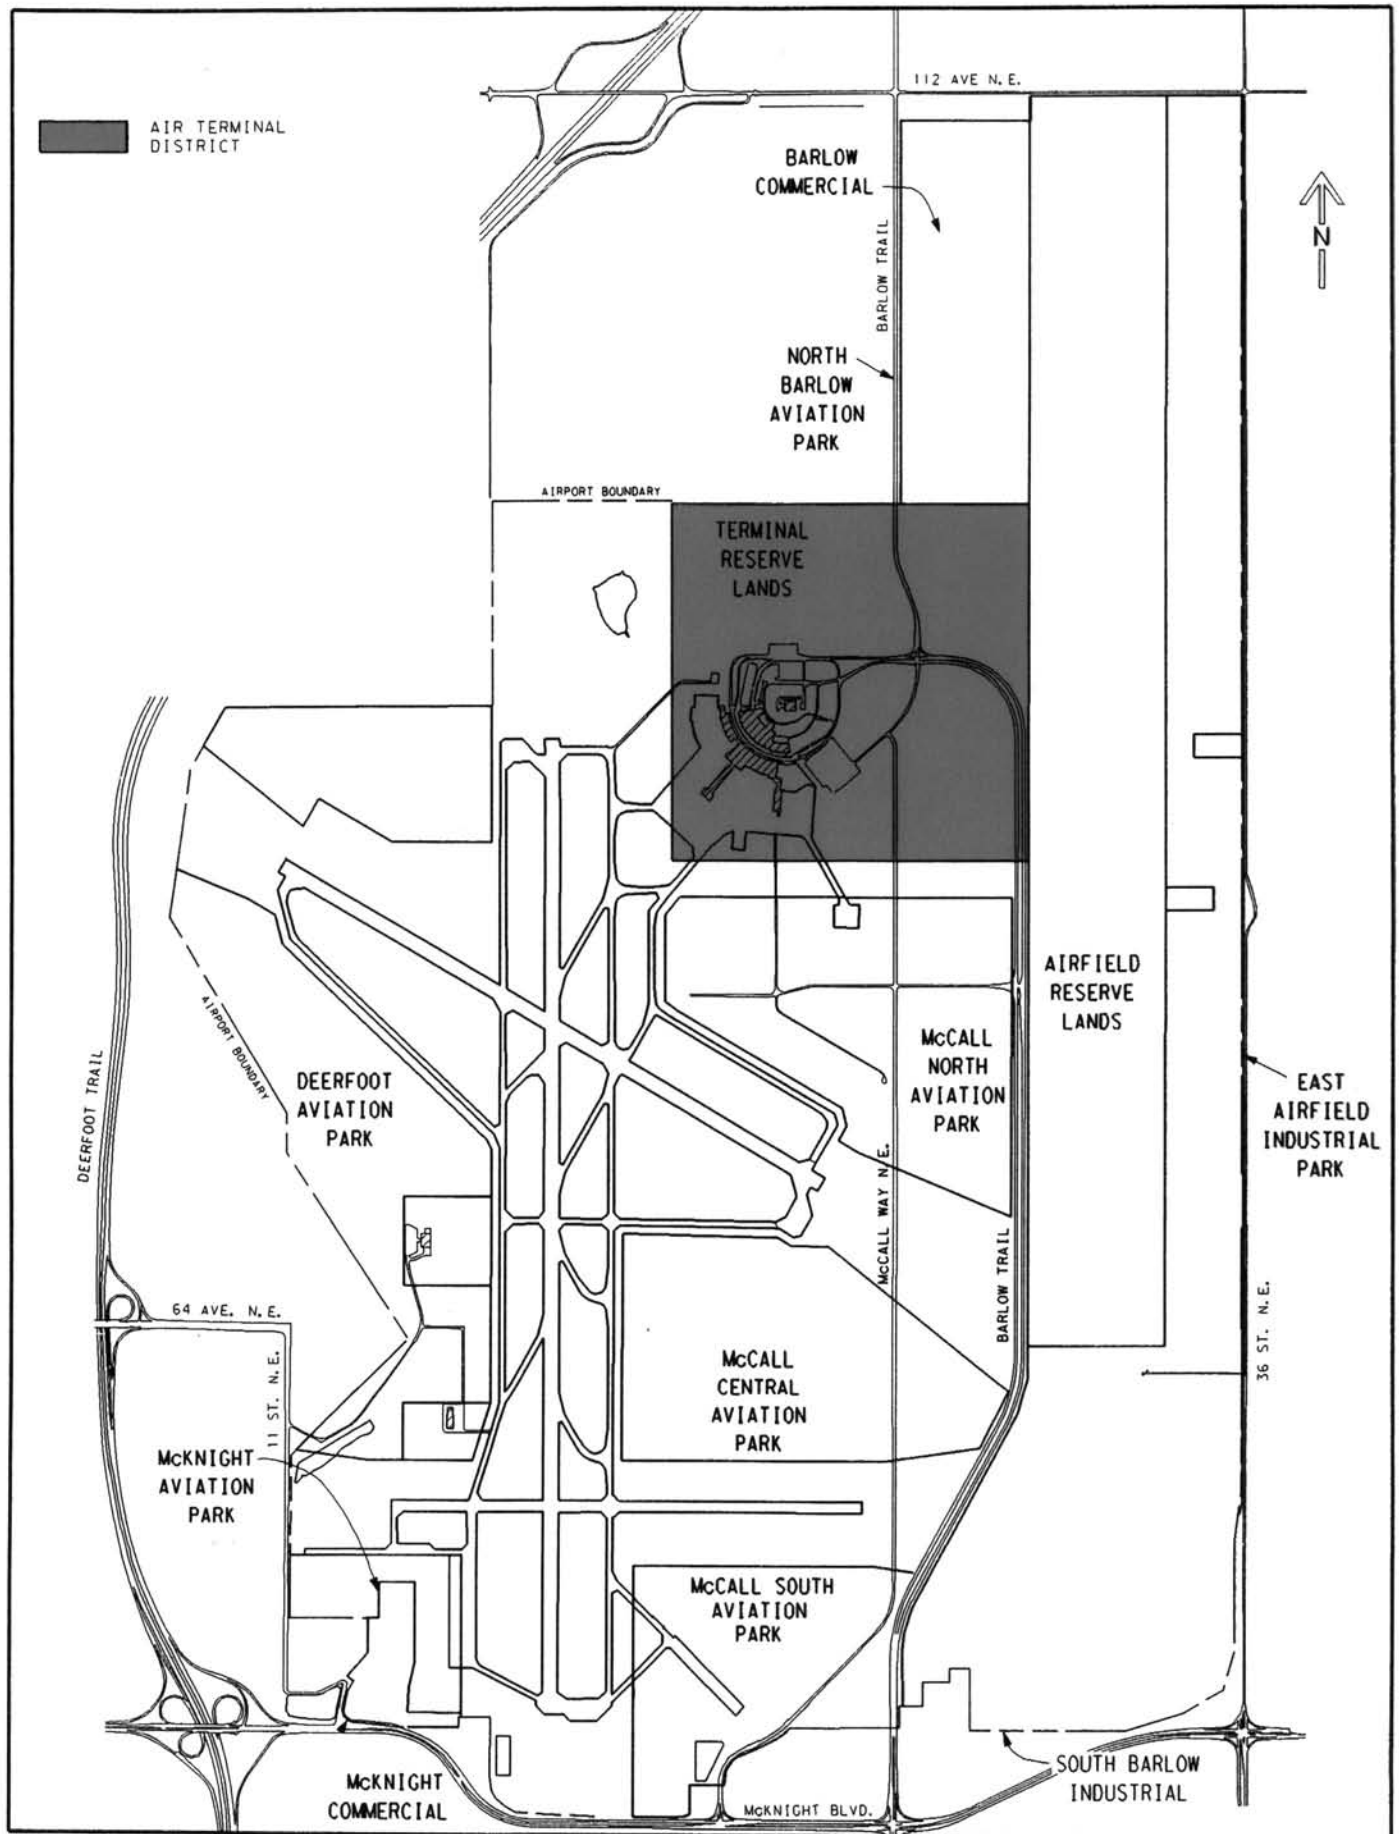 112 AVE N.E.
AIR TERMINAL
DISTRICT
BARLOW
COMMERCIAL
N
BARLOW TRAIL
NORTH
BARLOW
AVIATION
PARK
AIRPORT BOUNDARY
TERMINAL
RESERVE
LANDS
AIRFIELD
RESERVE
LANDS
AIRPORT BOUNDARY
DEERFOOT TRAIL
DEERFOOT
AVIATION
PARK
McCALL
NORTH
AVIATION
PARK
EAST
AIRFIELD
INDUSTRIAL
PARK
McCALL WAY N.E.
BARLOW TRAIL
64 AVE. N.E.
11 ST. N.E.
36 ST. N.E.
McCALL
CENTRAL
AVIATION
PARK
McKNIGHT
AVIATION
PARK
McCALL SOUTH
AVIATION
PARK
SOUTH BARLOW
INDUSTRIAL
McKNIGHT
COMMERCIAL
McKNIGHT BLVD.